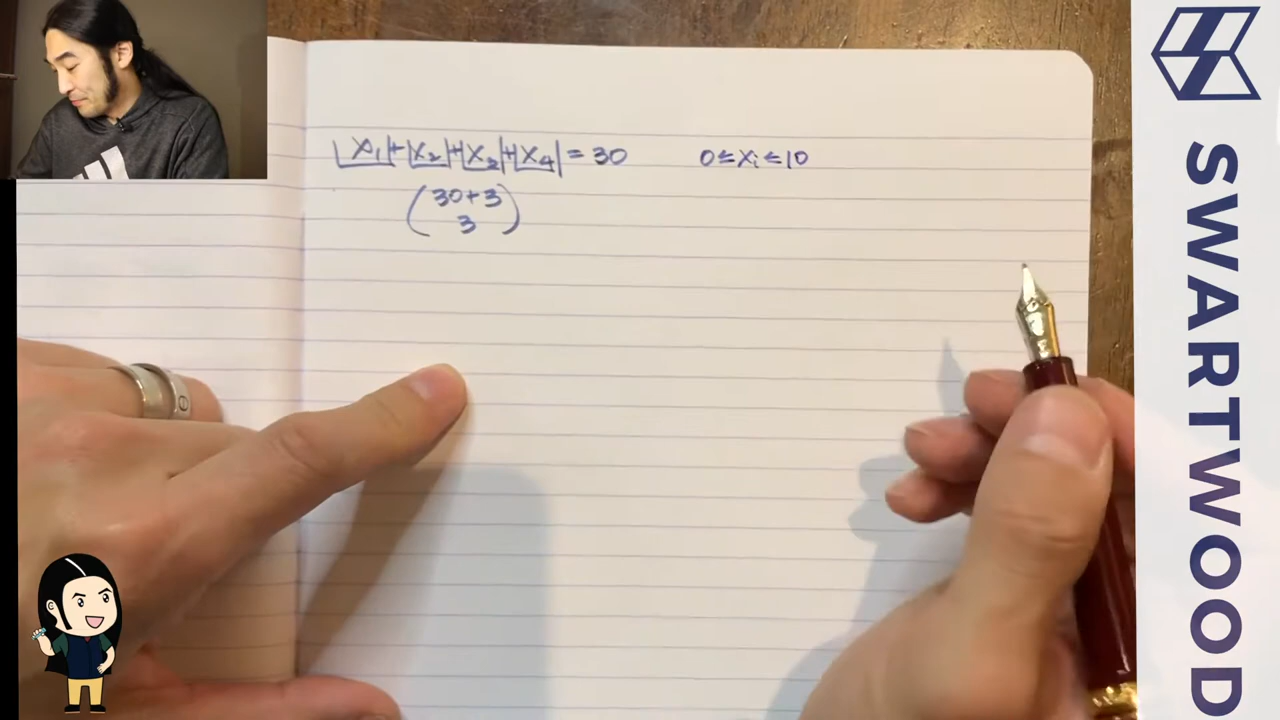 x₁ + x₂ + x₃ + x₄ = 30 0 ≤ xᵢ ≤ 10
(30+3
3)
SWARTWOOD